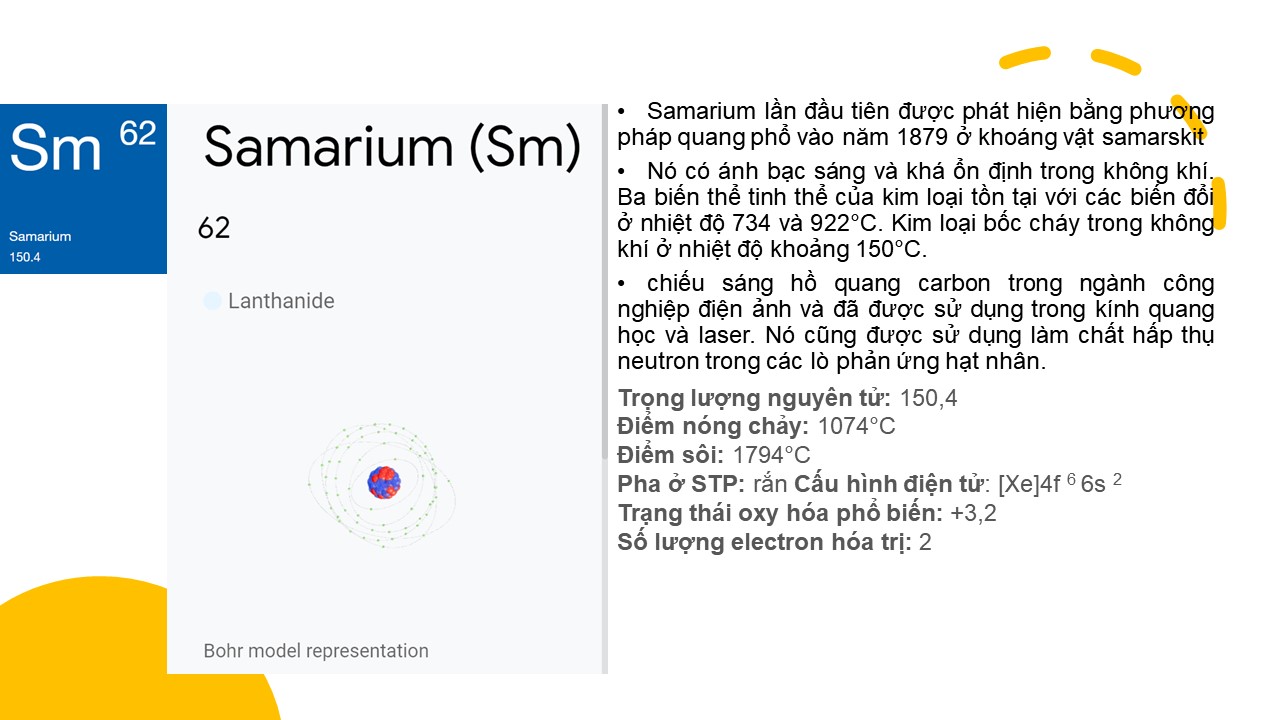 Sm 62
Samarium
150.4
Samarium (Sm)
62
Lanthanide
Bohr model representation
• Samarium lần đầu tiên được phát hiện bằng phương
pháp quang phổ vào năm 1879 ở khoáng vật samarskit
• Nó có ánh bạc sáng và khá ổn định trong không khí.
Ba biến thể tinh thể của kim loại tồn tại với các biến đổi
ở nhiệt độ 734 và 922°C. Kim loại bốc cháy trong không
khí ở nhiệt độ khoảng 150°C.
• chiếu sáng hồ quang carbon trong ngành công
nghiệp điện ảnh và đã được sử dụng trong kính quang
học và laser. Nó cũng được sử dụng làm chất hấp thụ
neutron trong các lò phản ứng hạt nhân.
Trọng lượng nguyên tử: 150,4
Điểm nóng chảy: 1074°C
Điểm sôi: 1794°C
Pha ở STP: rắn Cấu hình điện tử: [Xe]4f 6 6s 2
Trạng thái oxy hóa phổ biến: +3,2
Số lượng electron hóa trị: 2